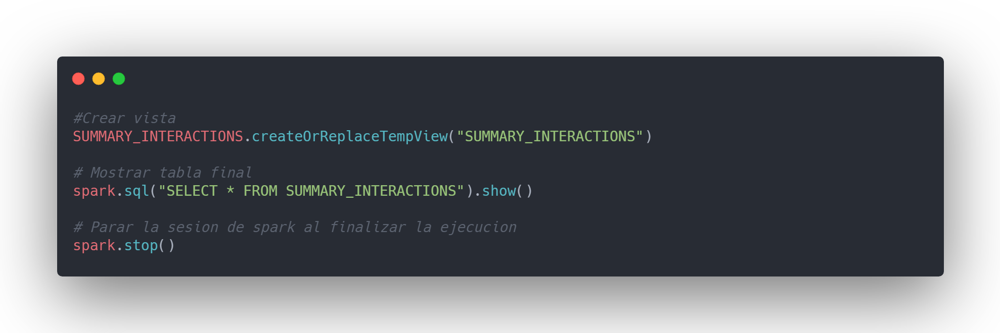 #Crear vista
SUMMARY_INTERACTIONS.createOrReplaceTempView("SUMMARY_INTERACTIONS")
# Mostrar tabla final
spark.sql("SELECT * FROM SUMMARY_INTERACTIONS").show()
# Parar la sesion de spark al finalizar la ejecucion
spark.stop()